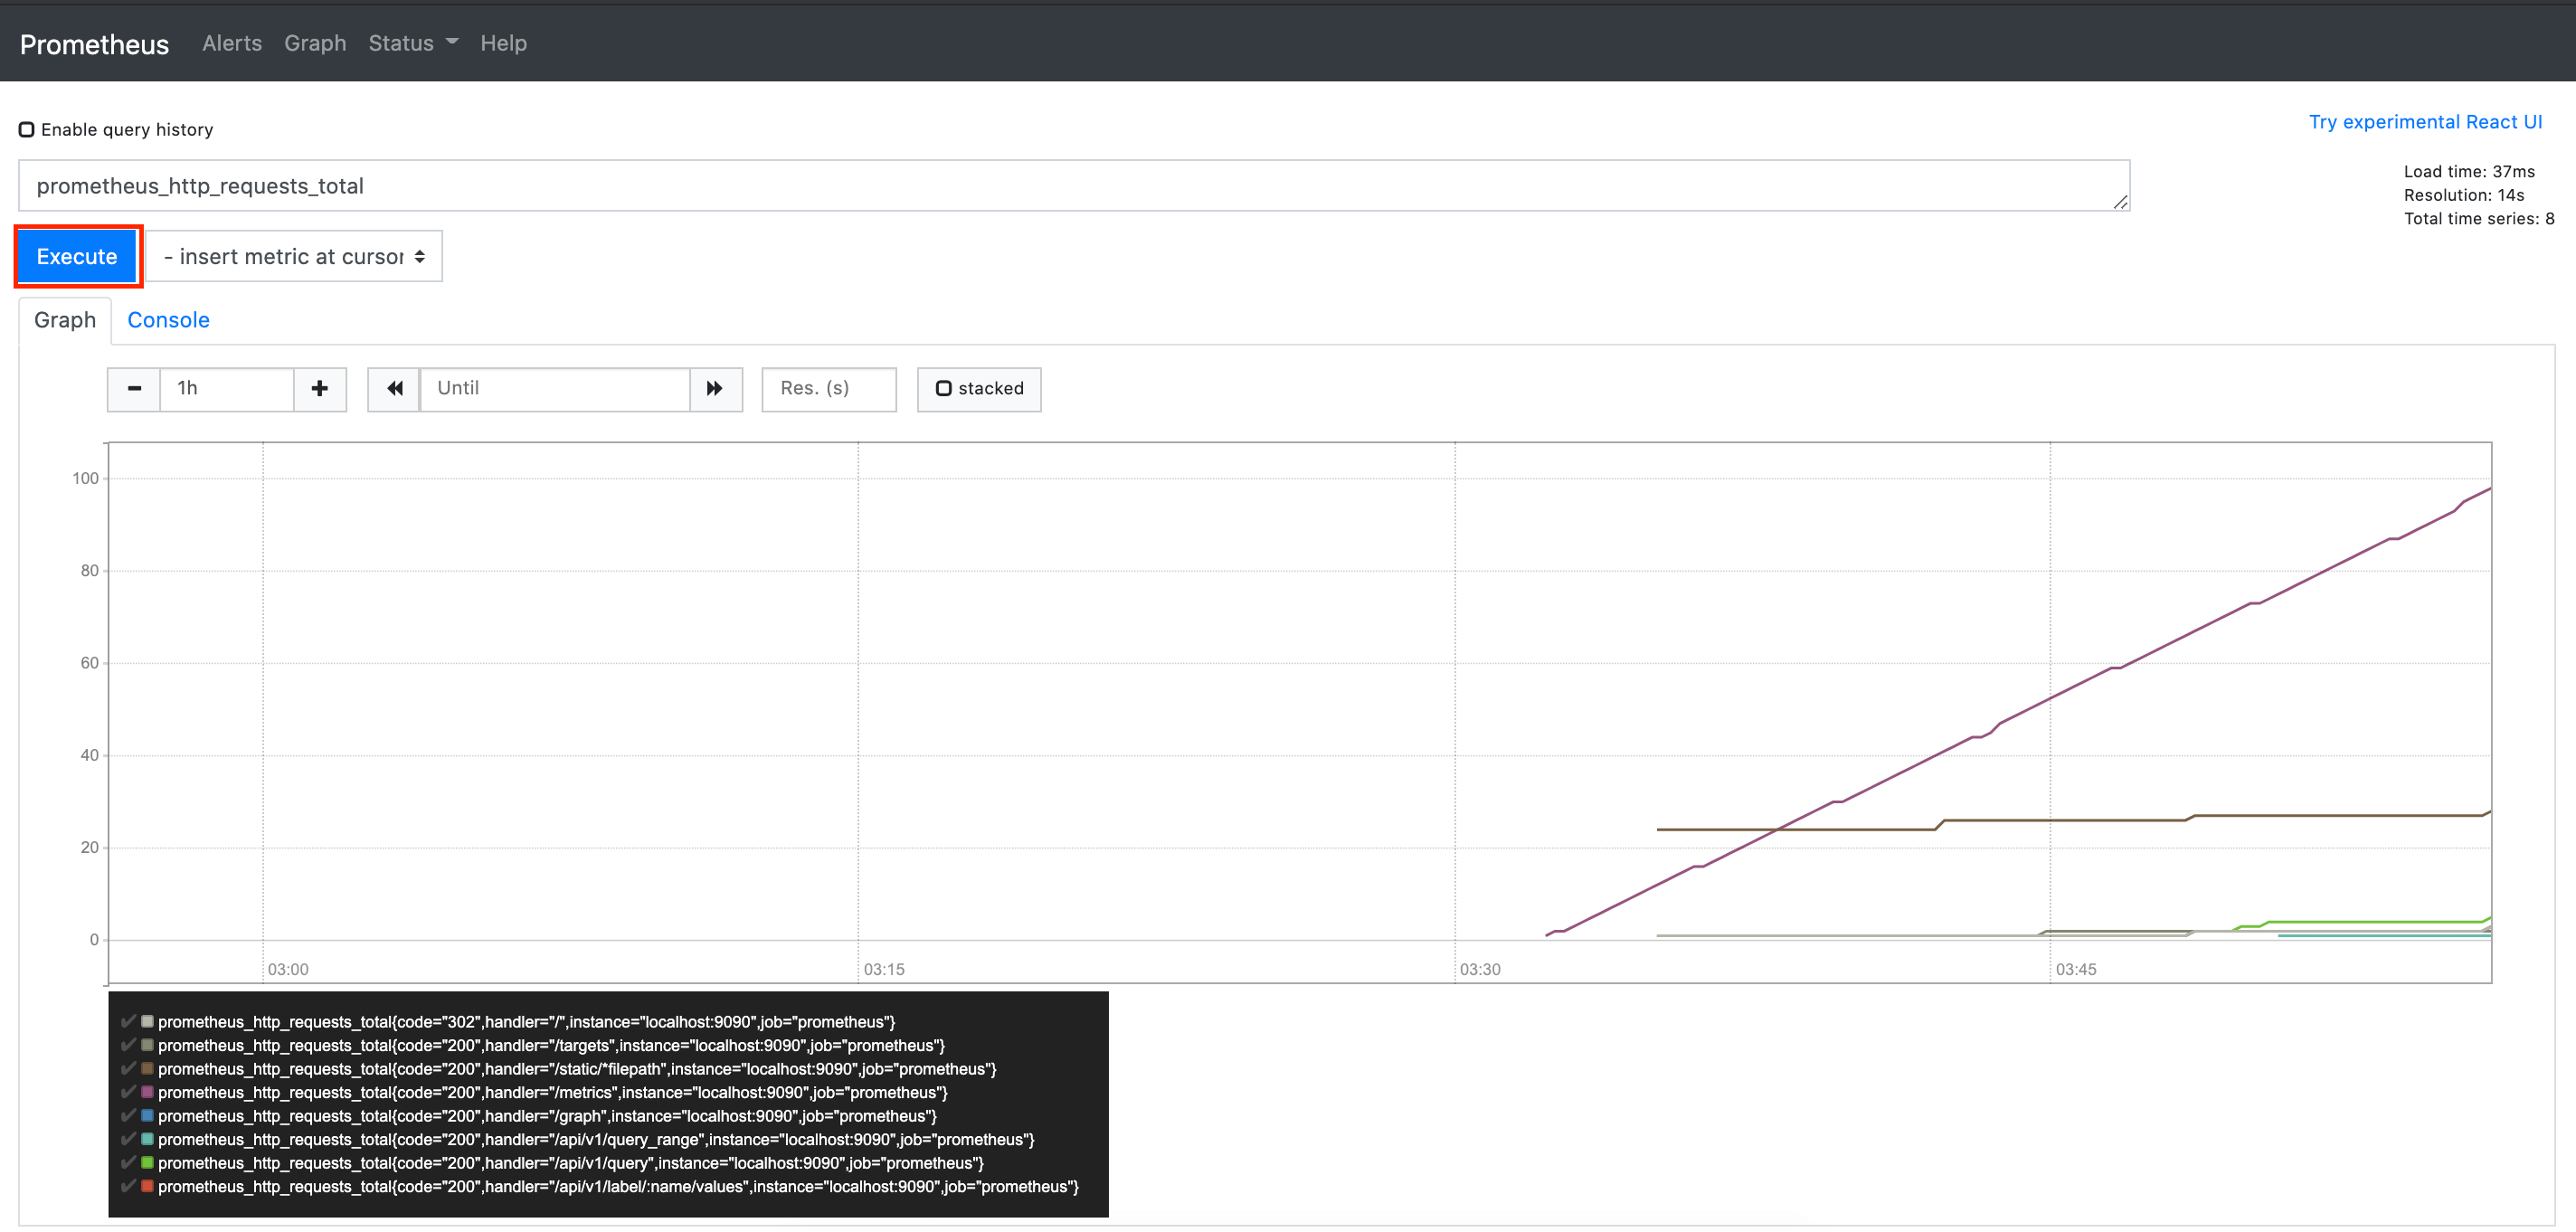 Prometheus Alerts Graph Status Help
Enable query history
Try experimental React UI
prometheus_http_requests_total
Load time: 37ms
Resolution: 14s
Total time series: 8
Execute
- insert metric at cursor
Graph Console
1h Until Res. (s) stacked
100
80
60
40
20
0
03:00 03:15 03:30 03:45
prometheus_http_requests_total{code="302",handler="/",instance="localhost:9090",job="prometheus"}
prometheus_http_requests_total{code="200",handler="/targets",instance="localhost:9090",job="prometheus"}
prometheus_http_requests_total{code="200",handler="/static/*filepath",instance="localhost:9090",job="prometheus"}
prometheus_http_requests_total{code="200",handler="/metrics",instance="localhost:9090",job="prometheus"}
prometheus_http_requests_total{code="200",handler="/graph",instance="localhost:9090",job="prometheus"}
prometheus_http_requests_total{code="200",handler="/api/v1/query_range",instance="localhost:9090",job="prometheus"}
prometheus_http_requests_total{code="200",handler="/api/v1/query",instance="localhost:9090",job="prometheus"}
prometheus_http_requests_total{code="200",handler="/api/v1/label/:name/values",instance="localhost:9090",job="prometheus"}